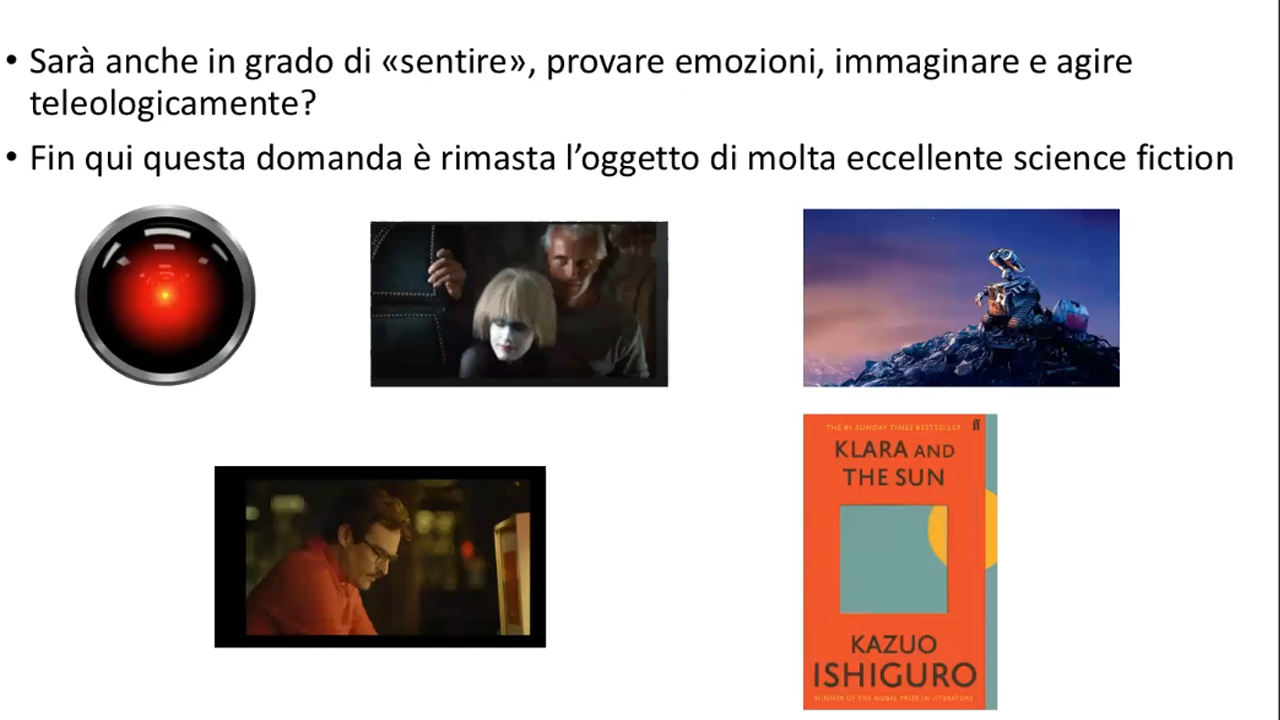 • Sarà anche in grado di «sentire», provare emozioni, immaginare e agire
teleologicamente?
• Fin qui questa domanda è rimasta l’oggetto di molta eccellente science fiction
THE #1 SUNDAY TIMES BESTSELLER
ff
KLARA AND
THE SUN
KAZUO
ISHIGURO
WINNER OF THE NOBEL PRIZE IN LITERATURE